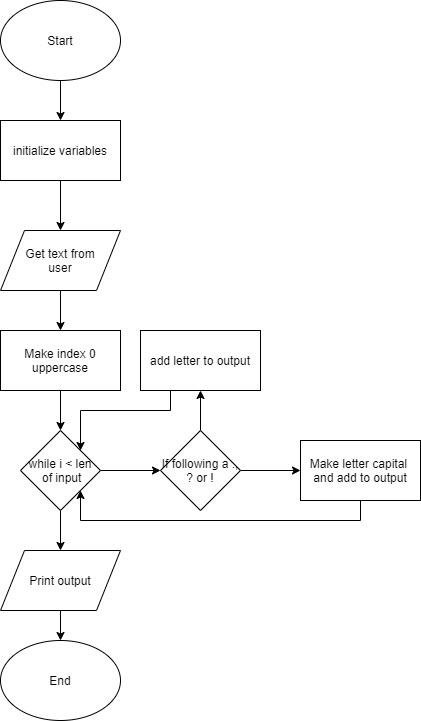 Start
initialize variables
Get text from
user
Make index 0
uppercase
add letter to output
while i < len
of input
If following a .,
? or !
Make letter capital
and add to output
Print output
End